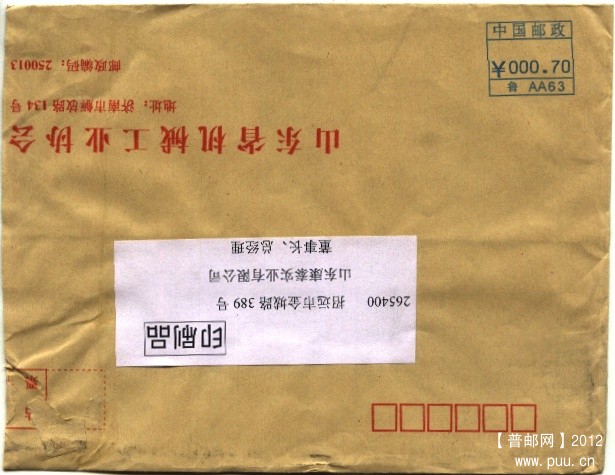 中国邮政
¥000.70
鲁 AA63
山东省机械工业协会
地址：济南市解放路 134 号
邮政编码：250013
印刷品
265400 招远市金城路 389 号
山东康泰实业有限公司
董事长、总经理
【普邮网】2012
www.puu.cn